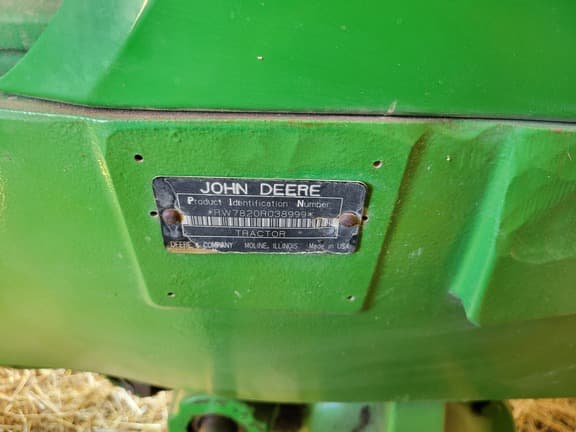 JOHN DEERE
Product Identification Number
*RW7820R038999*
TRACTOR
DEERE & COMPANY MOLINE, ILLINOIS Made in USA